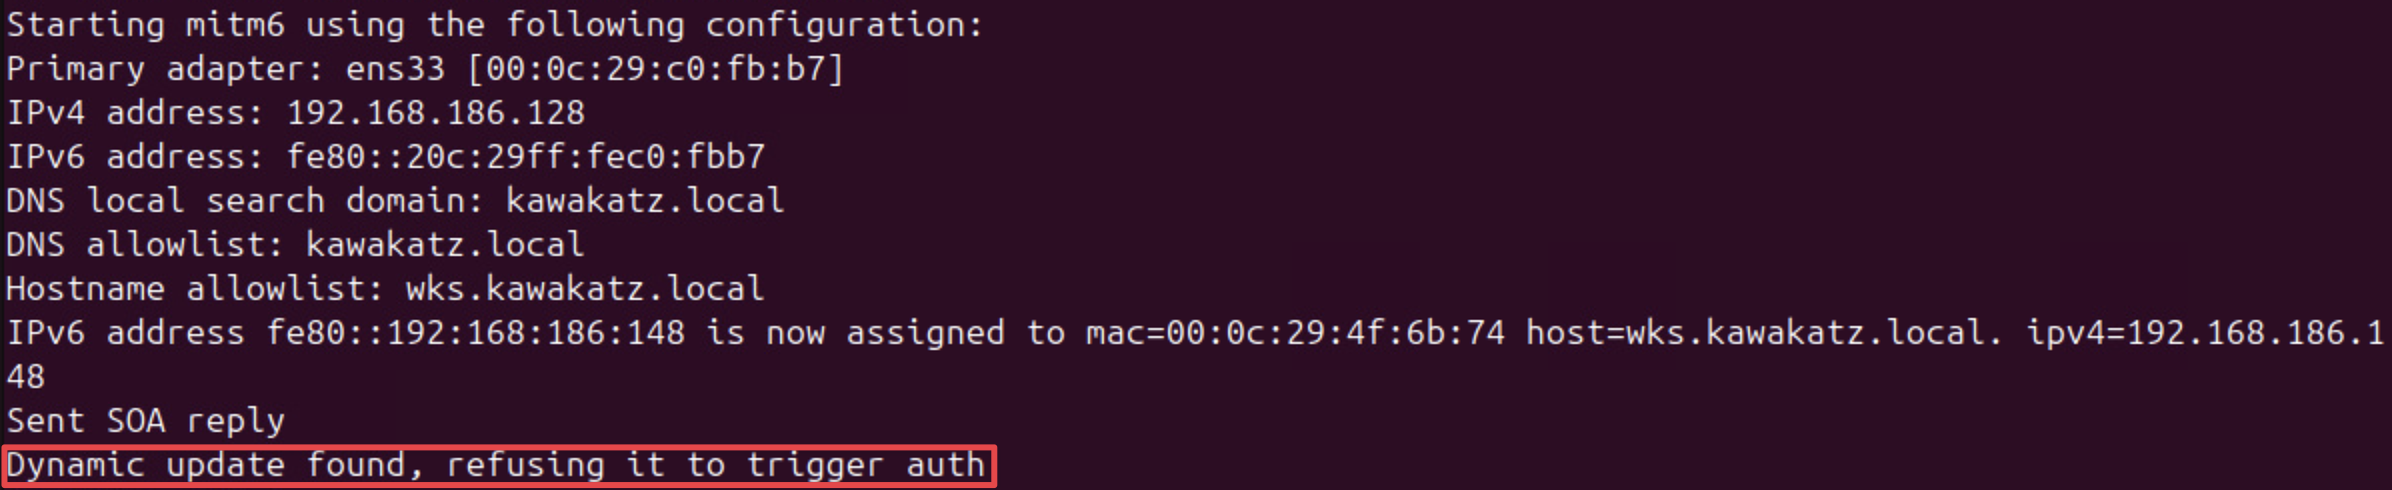 Starting mitm6 using the following configuration:
Primary adapter: ens33 [00:0c:29:c0:fb:b7]
IPv4 address: 192.168.186.128
IPv6 address: fe80::20c:29ff:fec0:fbb7
DNS local search domain: kawakatz.local
DNS allowlist: kawakatz.local
Hostname allowlist: wks.kawakatz.local
IPv6 address fe80::192:168:186:148 is now assigned to mac=00:0c:29:4f:6b:74 host=wks.kawakatz.local. ipv4=192.168.186.1
48
Sent SOA reply
Dynamic update found, refusing it to trigger auth